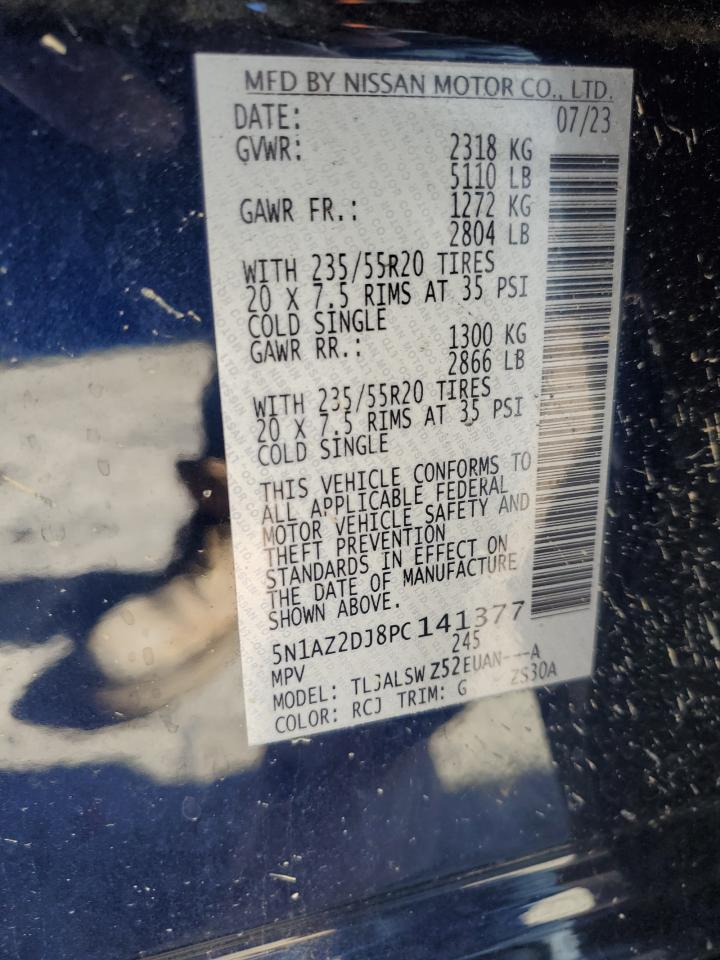 MFD BY NISSAN MOTOR CO., LTD.
DATE: 07/23
GVWR: 2318 KG
5110 LB
GAWR FR.: 1272 KG
2804 LB
WITH 235/55R20 TIRES
20 X 7.5 RIMS AT 35 PSI
COLD SINGLE
GAWR RR.: 1300 KG
2866 LB
WITH 235/55R20 TIRES
20 X 7.5 RIMS AT 35 PSI
COLD SINGLE
THIS VEHICLE CONFORMS TO
ALL APPLICABLE FEDERAL
MOTOR VEHICLE SAFETY AND
THEFT PREVENTION
STANDARDS IN EFFECT ON
THE DATE OF MANUFACTURE
SHOWN ABOVE.
5N1AZ2DJ8PC141377
MPV 245
MODEL: TLJALSWZ52EUAN---A
COLOR: RCJ TRIM: G ZS30A